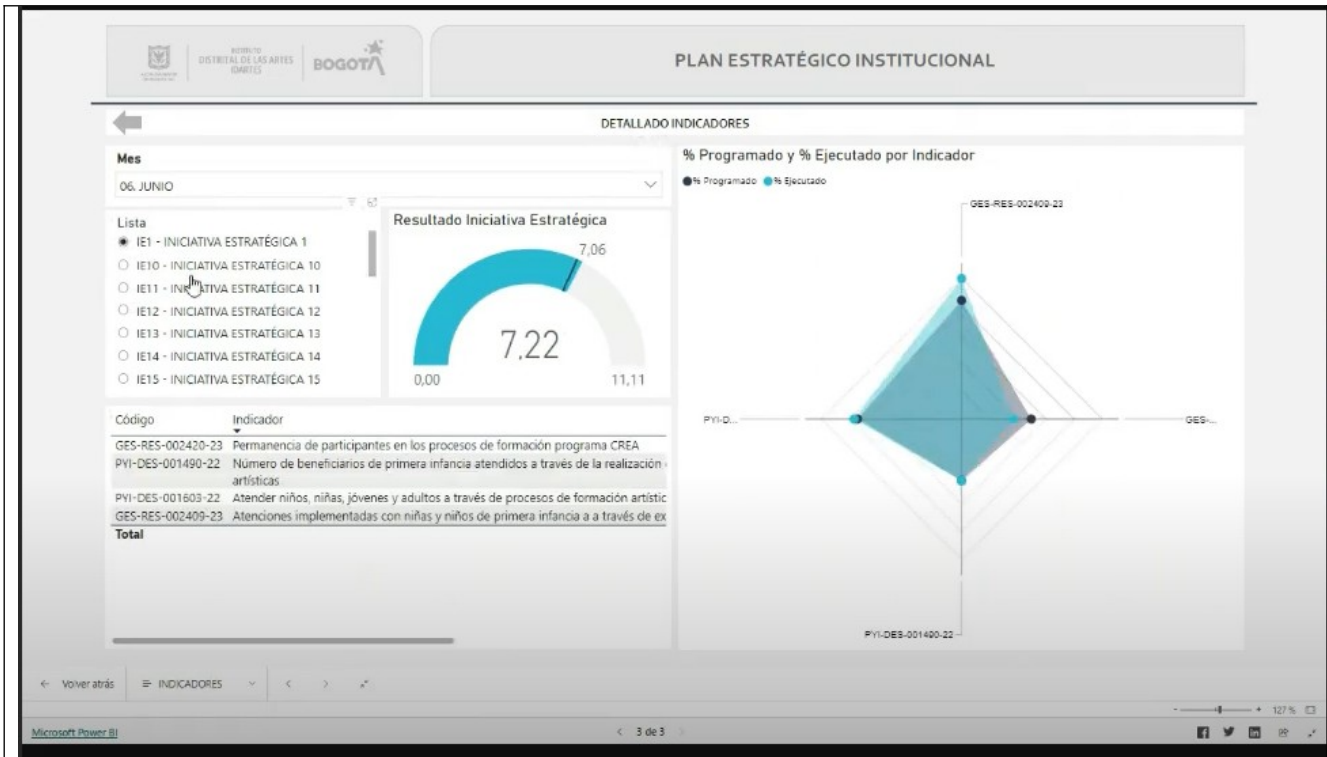 INSTITUTO
DISTRITAL DE LAS ARTES
IDARTES
BOGOTÁ
PLAN ESTRATÉGICO INSTITUCIONAL
DETALLADO INDICADORES
Mes
06. JUNIO
Lista
IE1 - INICIATIVA ESTRATÉGICA 1
IE10 - INICIATIVA ESTRATÉGICA 10
IE11 - INICIATIVA ESTRATÉGICA 11
IE12 - INICIATIVA ESTRATÉGICA 12
IE13 - INICIATIVA ESTRATÉGICA 13
IE14 - INICIATIVA ESTRATÉGICA 14
IE15 - INICIATIVA ESTRATÉGICA 15
Resultado Iniciativa Estratégica
7,06
7,22
0,00
11,11
Código Indicador
GES-RES-002420-23 Permanencia de participantes en los procesos de formación programa CREA
PYI-DES-001490-22 Número de beneficiarios de primera infancia atendidos a través de la realización
artísticas
PYI-DES-001603-22 Atender niños, niñas, jóvenes y adultos a través de procesos de formación artístic
GES-RES-002409-23 Atenciones implementadas con niñas y niños de primera infancia a a través de ex
Total
% Programado y % Ejecutado por Indicador
% Programado % Ejecutado
GES-RES-002409-23
PYI-D...
GES-...
PYI-DES-001490-22
Volver atrás
INDICADORES
127 %
Microsoft Power BI
3 de 3